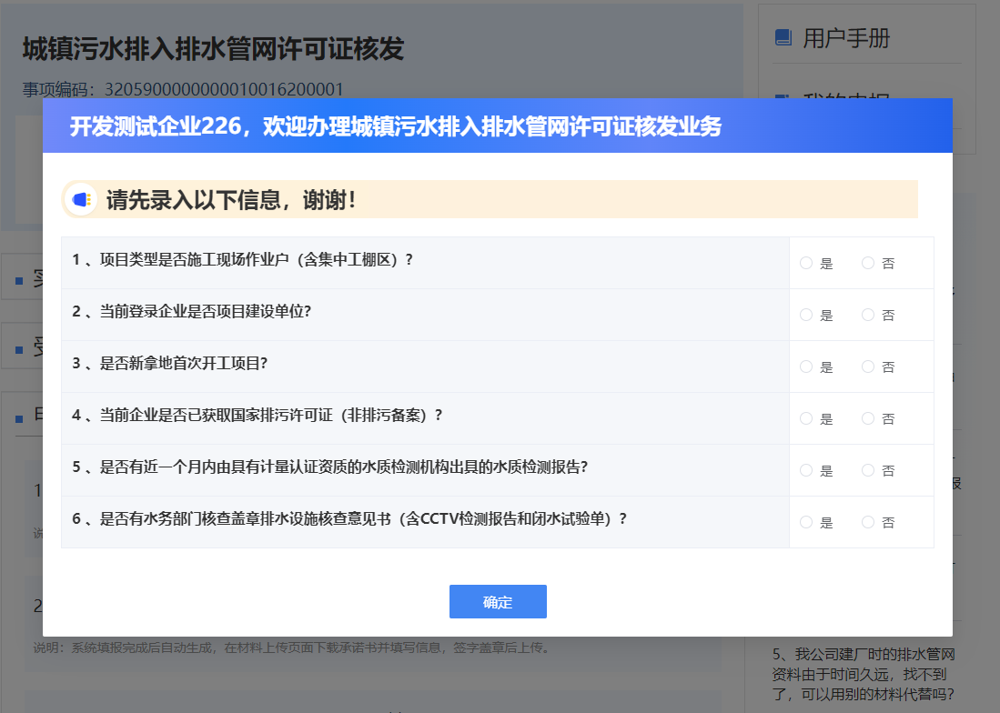 城镇污水排入排水管网许可证核发
事项编码：3205900000000010016200001
用户手册
我的申报
开发测试企业226，欢迎办理城镇污水排入排水管网许可证核发业务
请先录入以下信息，谢谢！
1 、项目类型是否施工现场作业户（含集中工棚区）？
是 否
2 、当前登录企业是否项目建设单位？
是 否
3 、是否新拿地首次开工项目？
是 否
4 、当前企业是否已获取国家排污许可证（非排污备案）？
是 否
5 、是否有近一个月内由具有计量认证资质的水质检测机构出具的水质检测报告？
是 否
6 、是否有水务部门核查盖章排水设施核查意见书（含CCTV检测报告和闭水试验单）？
是 否
确定
1
2
说明：系统填报完成后自动生成，在材料上传页面下载承诺书并填写信息，签字盖章后上传。
5、我公司建厂时的排水管网
资料由于时间久远，找不到
了，可以用别的材料代替吗？